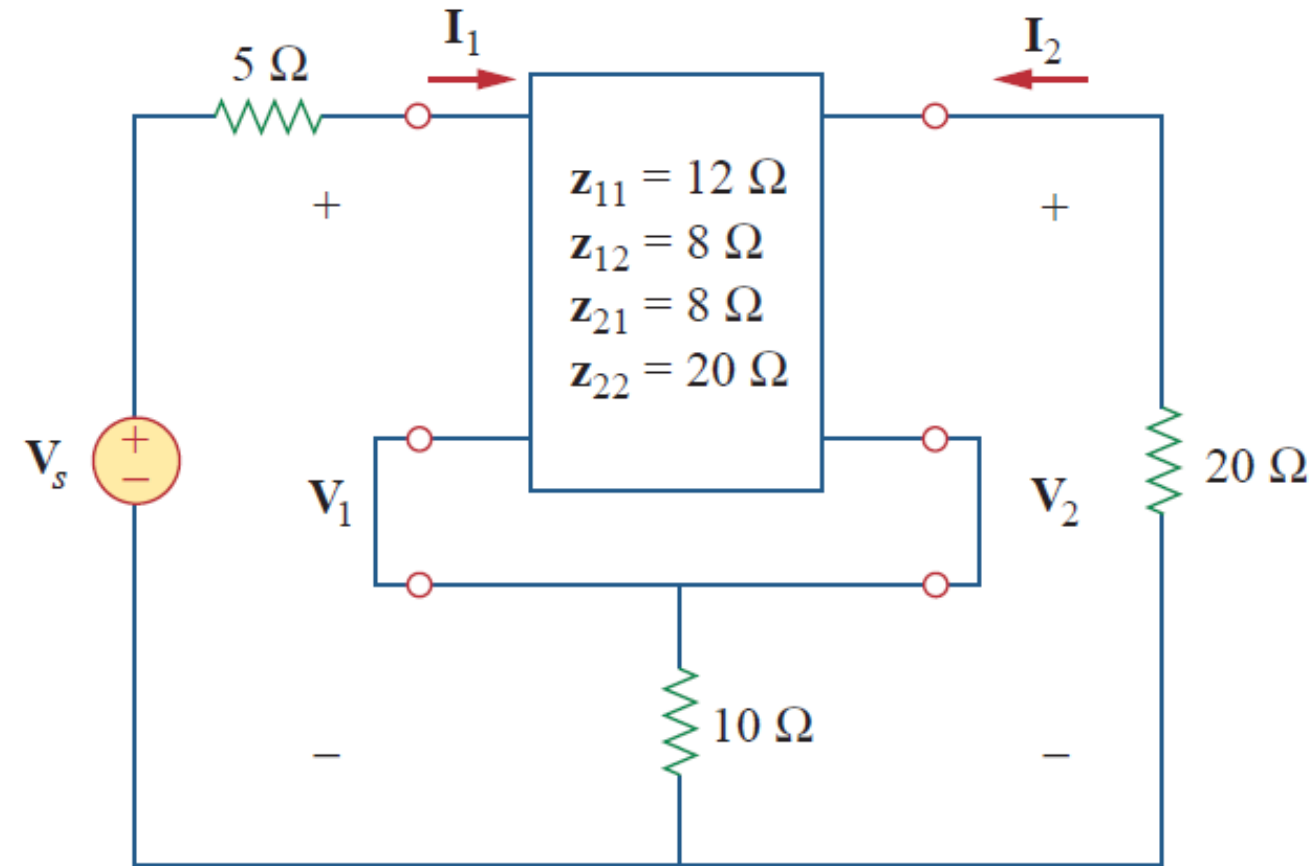 I₁
I₂
5 Ω
+
+
z₁₁ = 12 Ω
z₁₂ = 8 Ω
z₂₁ = 8 Ω
z₂₂ = 20 Ω
Vₛ
+
−
V₁
V₂
20 Ω
10 Ω
−
−